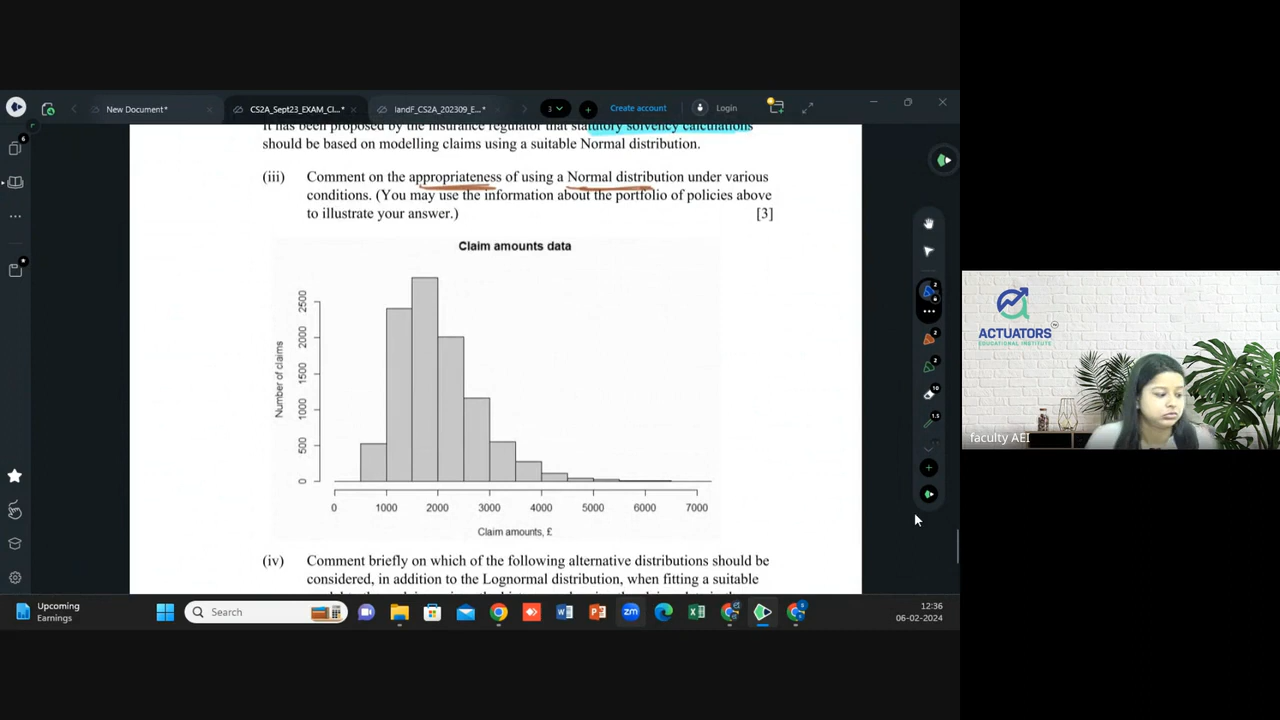 New Document*
CS2A_Sept23_EXAM_Cl...*
IandF_CS2A_202309_E...*
3
Create account
Login
It has been proposed by the insurance regulator that statutory solvency calculations
should be based on modelling claims using a suitable Normal distribution.
(iii) Comment on the appropriateness of using a Normal distribution under various
conditions. (You may use the information about the portfolio of policies above
to illustrate your answer.) [3]
Claim amounts data
Number of claims
2500
2000
1500
1000
500
0
0 1000 2000 3000 4000 5000 6000 7000
Claim amounts, £
(iv) Comment briefly on which of the following alternative distributions should be
considered, in addition to the Lognormal distribution, when fitting a suitable
ACTUATORS
EDUCATIONAL INSTITUTE
faculty AEI
Upcoming
Earnings
Search
zm
12:36
06-02-2024